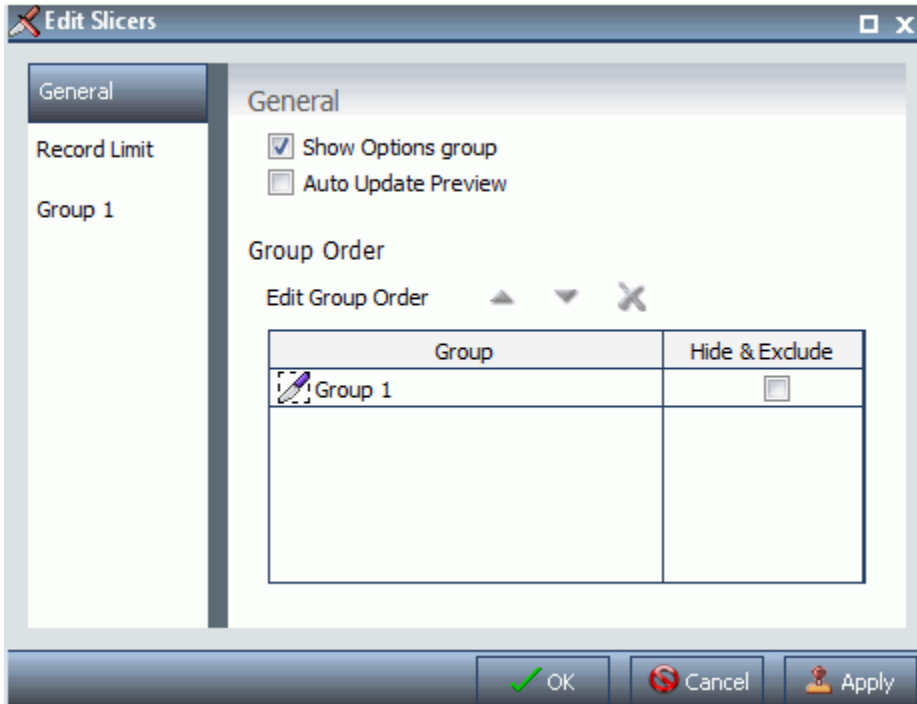 Edit Slicers
General
Record Limit
Group 1
General
Show Options group
Auto Update Preview
Group Order
Edit Group Order
Group Hide & Exclude
Group 1
OK Cancel Apply